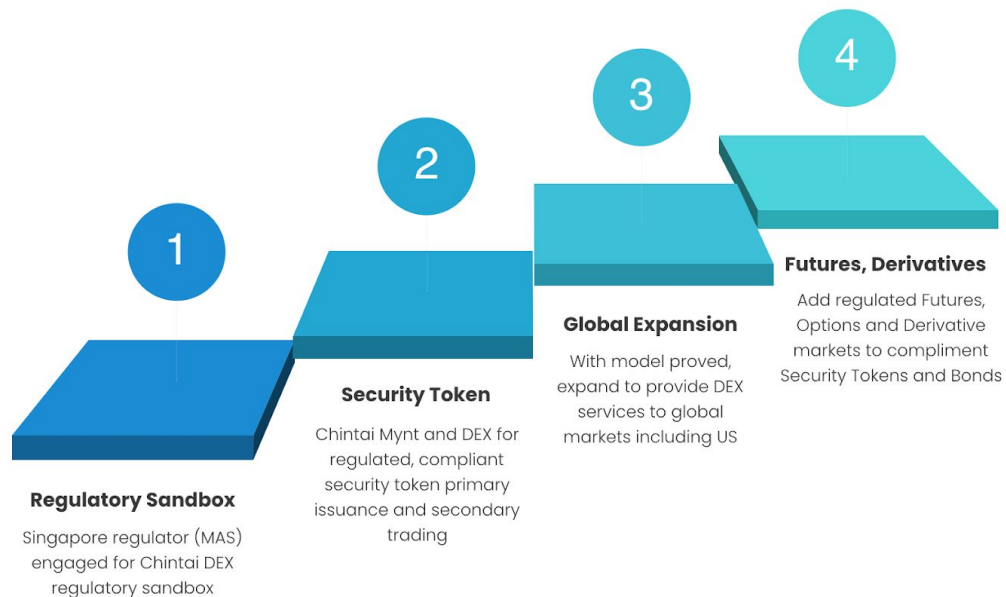 1
Regulatory Sandbox
Singapore regulator (MAS)
engaged for Chintai DEX
regulatory sandbox
2
Security Token
Chintai Mynt and DEX for
regulated, compliant
security token primary
issuance and secondary
trading
3
Global Expansion
With model proved,
expand to provide DEX
services to global
markets including US
4
Futures, Derivatives
Add regulated Futures,
Options and Derivative
markets to compliment
Security Tokens and Bonds